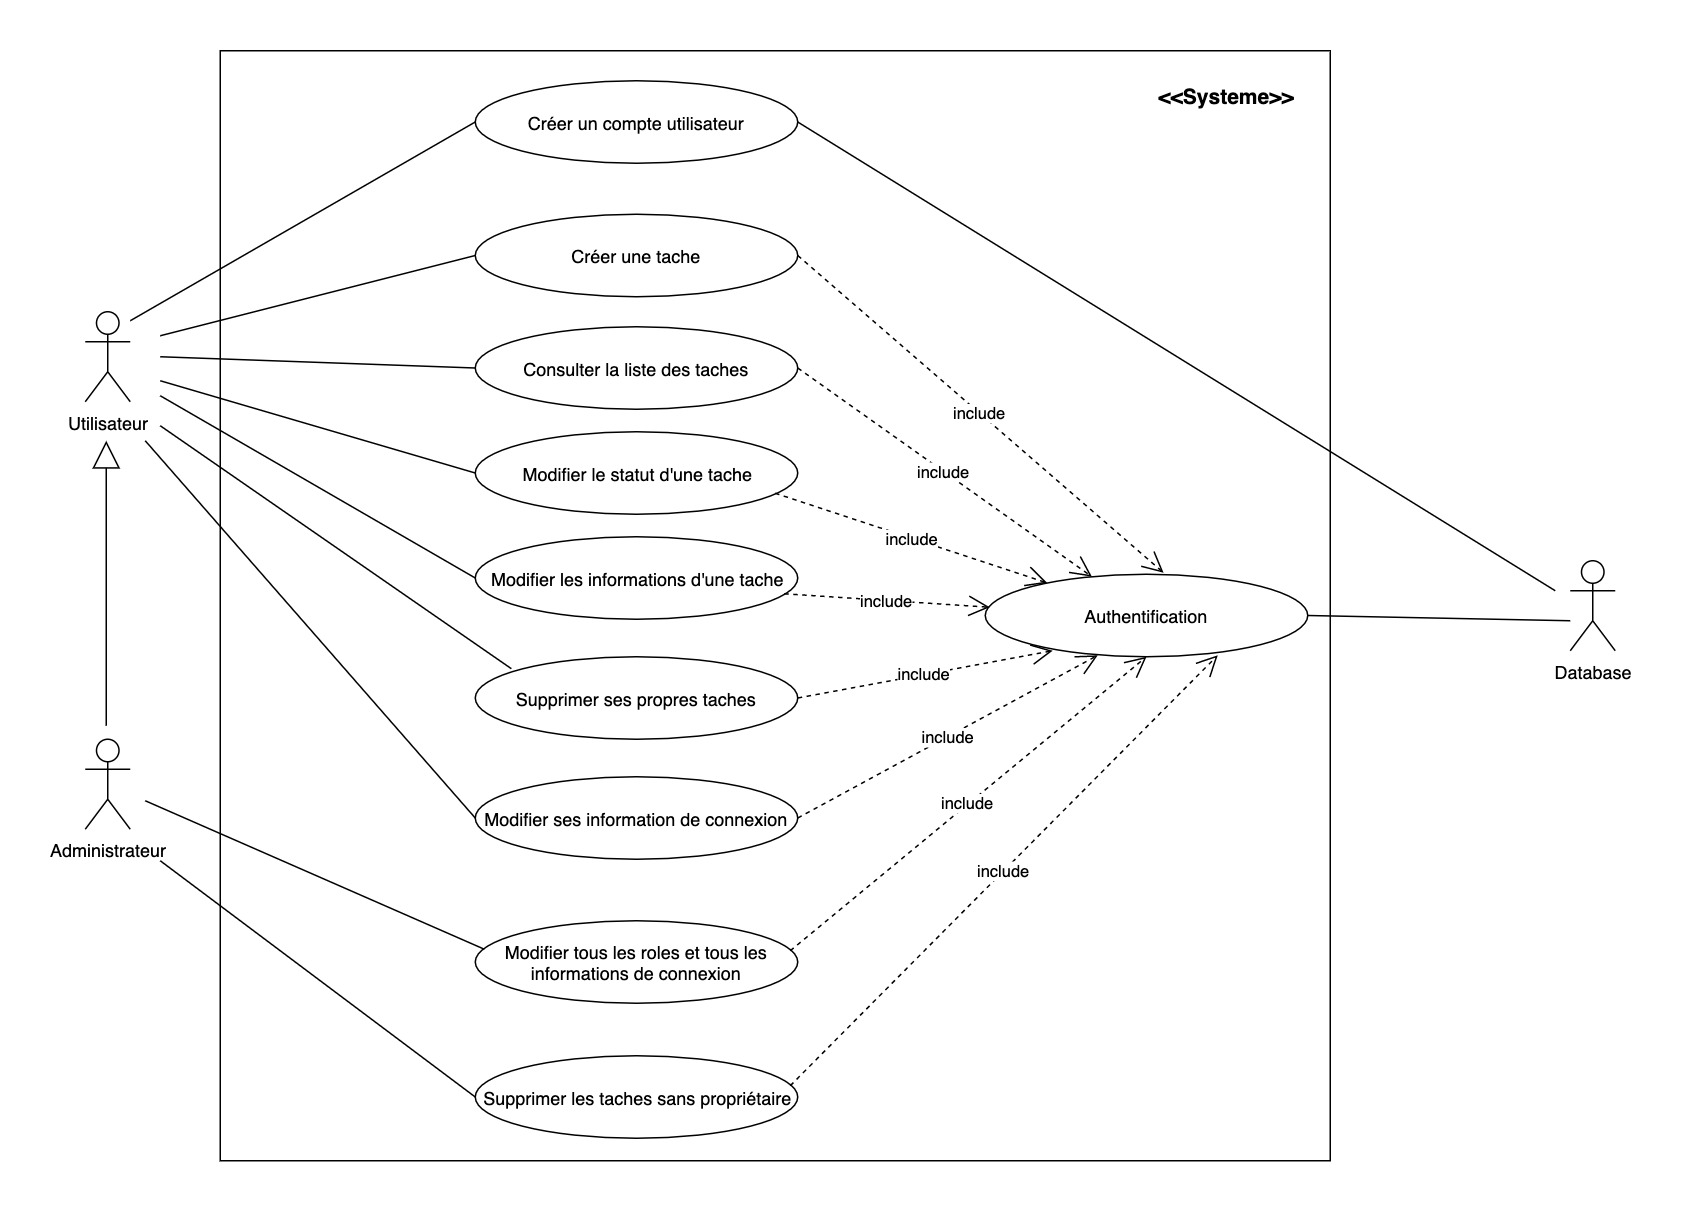 <<Systeme>>
Créer un compte utilisateur
Créer une tache
Consulter la liste des taches
include
Utilisateur
Modifier le statut d'une tache
include
include
Modifier les informations d'une tache
include
Authentification
Database
include
Supprimer ses propres taches
include
Modifier ses information de connexion
include
Administrateur
include
Modifier tous les roles et tous les
informations de connexion
Supprimer les taches sans propriétaire